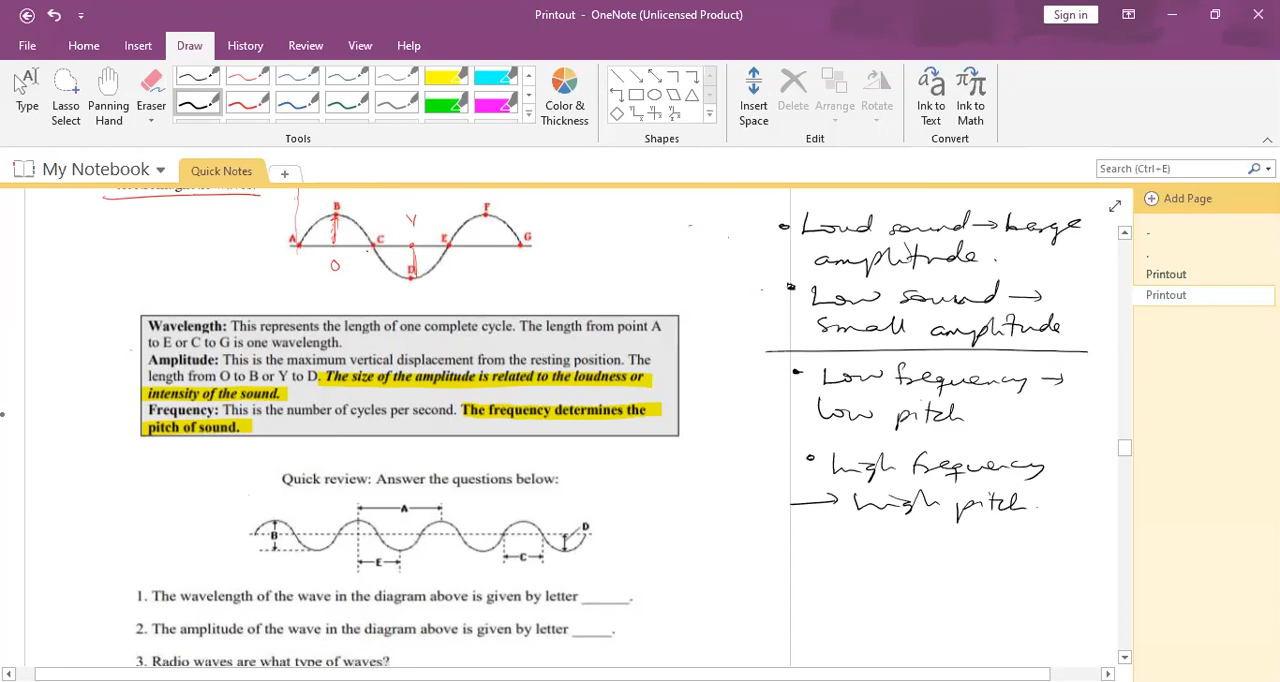 Printout - OneNote (Unlicensed Product)
Sign in
File Home Insert Draw History Review View Help
Type
Lasso Select
Panning Hand
Eraser
Color & Thickness
Insert Space
Delete
Arrange
Rotate
Ink to Text
Ink to Math
Tools
Shapes
Edit
Convert
My Notebook
Quick Notes
Search (Ctrl+E)
Add Page
Printout
Printout
A B C D E F G
O Y
Wavelength: This represents the length of one complete cycle. The length from point A
to E or C to G is one wavelength.
Amplitude: This is the maximum vertical displacement from the resting position. The
length from O to B or Y to D. The size of the amplitude is related to the loudness or
intensity of the sound.
Frequency: This is the number of cycles per second. The frequency determines the
pitch of sound.
Quick review: Answer the questions below:
A
B
D
E
C
1. The wavelength of the wave in the diagram above is given by letter ______.
2. The amplitude of the wave in the diagram above is given by letter _____.
3. Radio waves are what type of waves?
• Loud sound → large
amplitude.
• Low sound →
small amplitude
• Low frequency →
low pitch
• high frequency
→ high pitch.